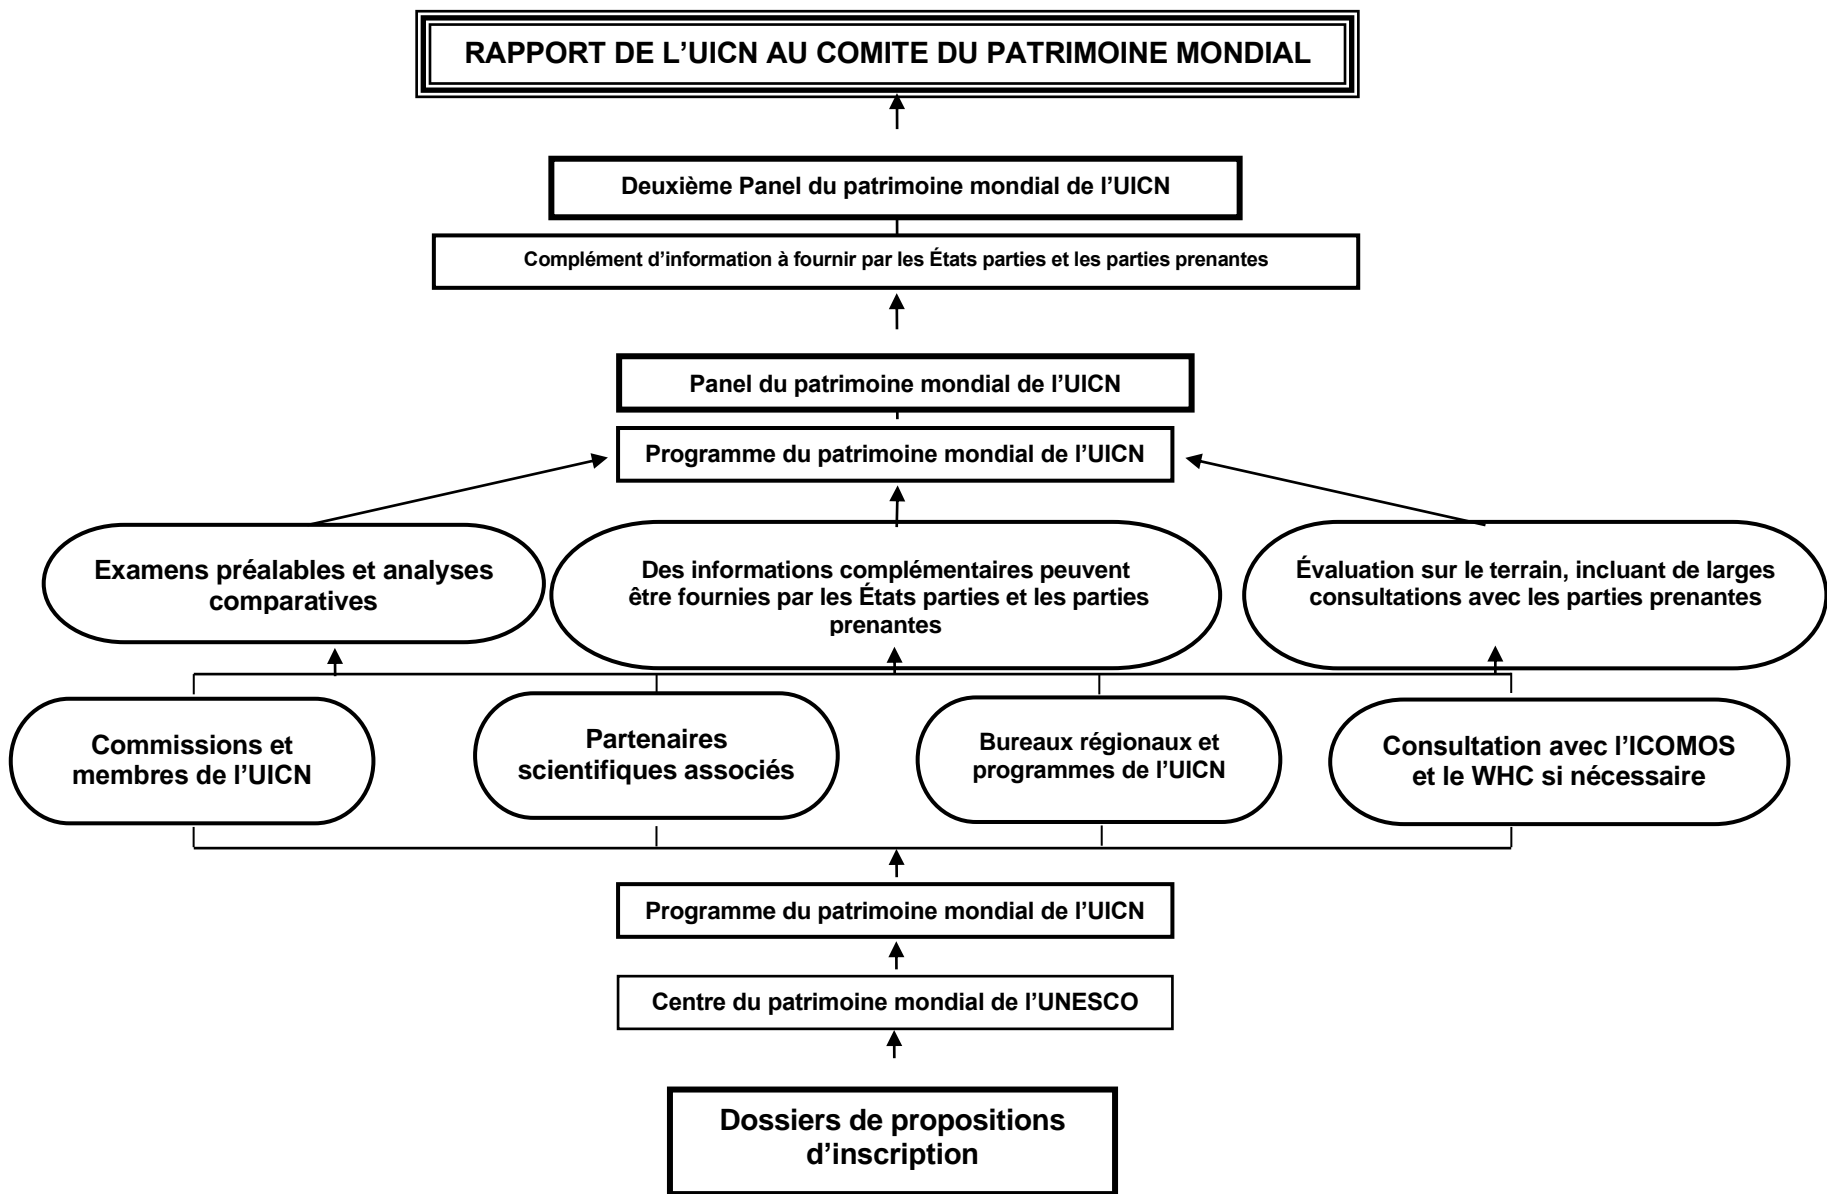 RAPPORT DE L’UICN AU COMITE DU PATRIMOINE MONDIAL
Deuxième Panel du patrimoine mondial de l’UICN
Complément d’information à fournir par les États parties et les parties prenantes
Panel du patrimoine mondial de l’UICN
Programme du patrimoine mondial de l’UICN
Examens préalables et analyses
comparatives
Des informations complémentaires peuvent
être fournies par les États parties et les parties
prenantes
Évaluation sur le terrain, incluant de larges
consultations avec les parties prenantes
Commissions et
membres de l’UICN
Partenaires
scientifiques associés
Bureaux régionaux et
programmes de l’UICN
Consultation avec l’ICOMOS
et le WHC si nécessaire
Programme du patrimoine mondial de l’UICN
Centre du patrimoine mondial de l’UNESCO
Dossiers de propositions
d’inscription